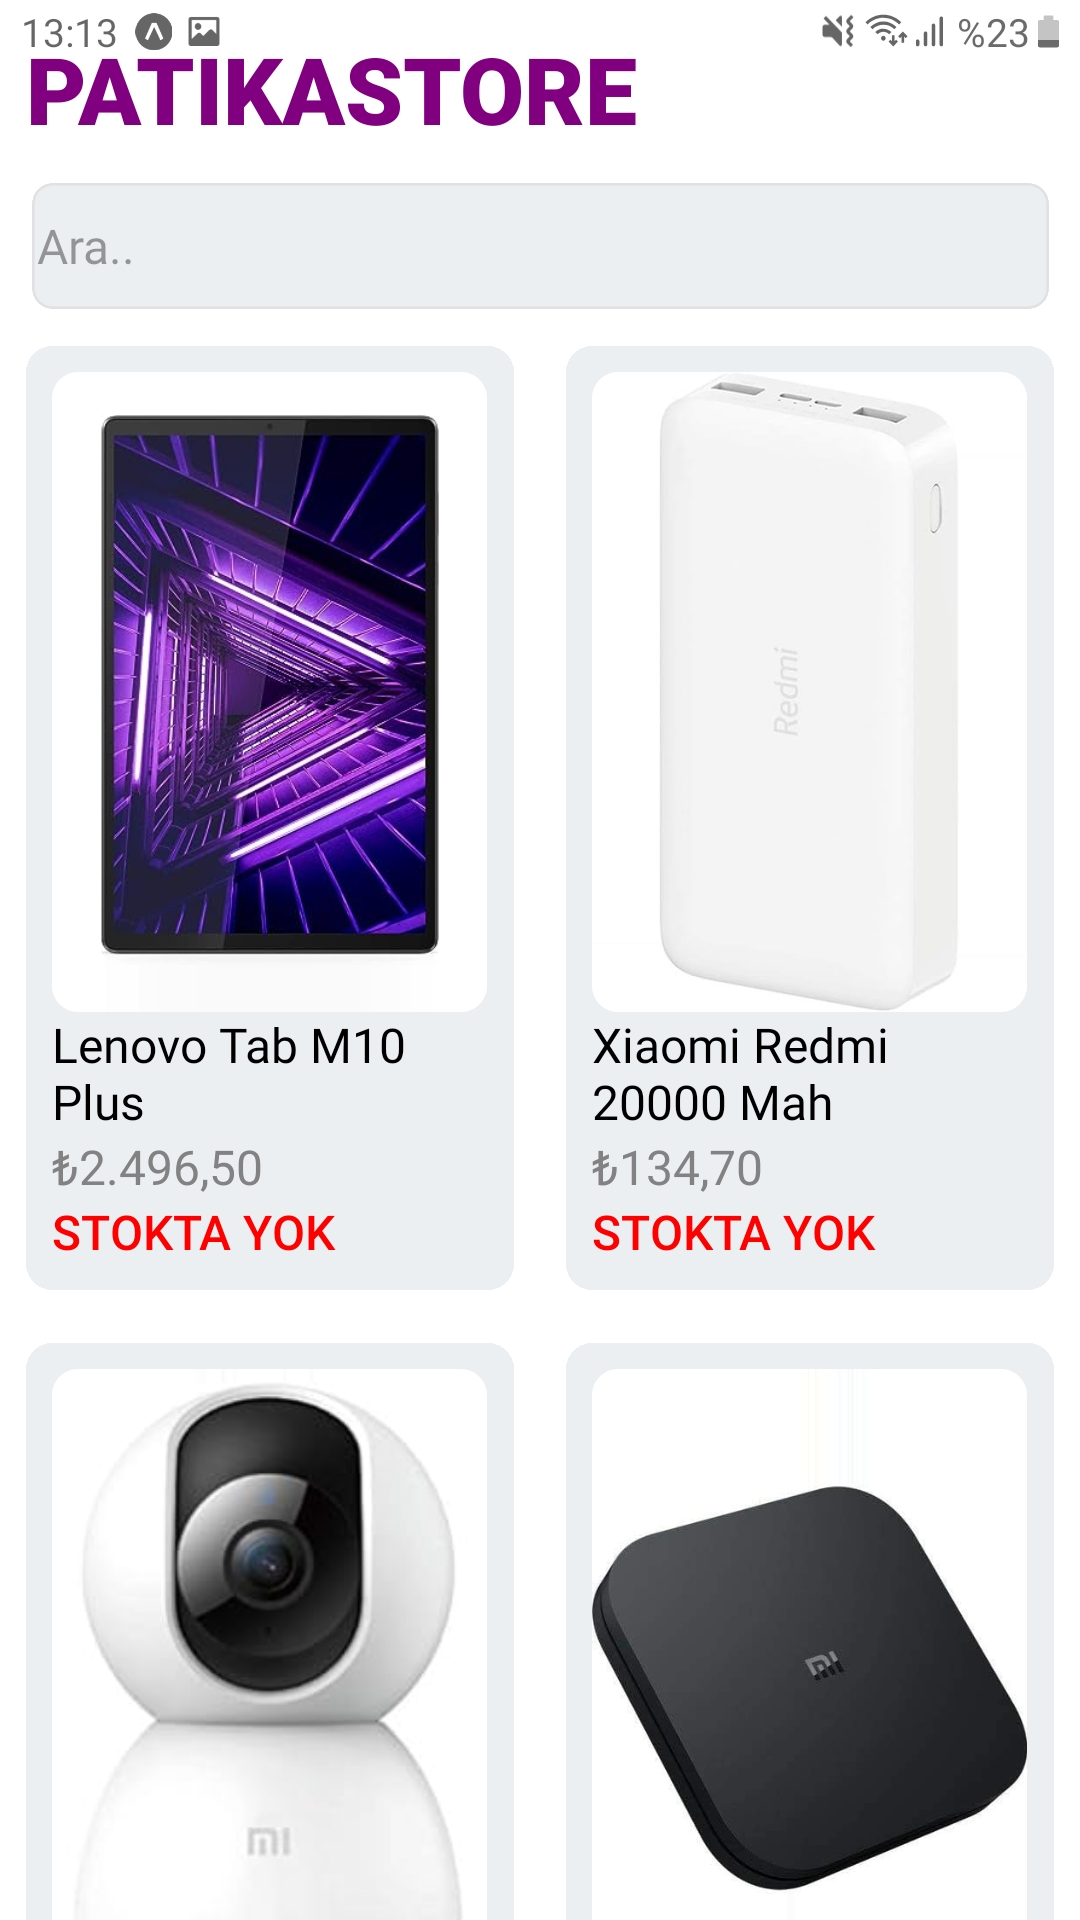 13:13 %23
PATIKASTORE
Ara..
Redmi
Lenovo Tab M10
Plus
₺2.496,50
STOKTA YOK
Xiaomi Redmi
20000 Mah
₺134,70
STOKTA YOK
mi
mi